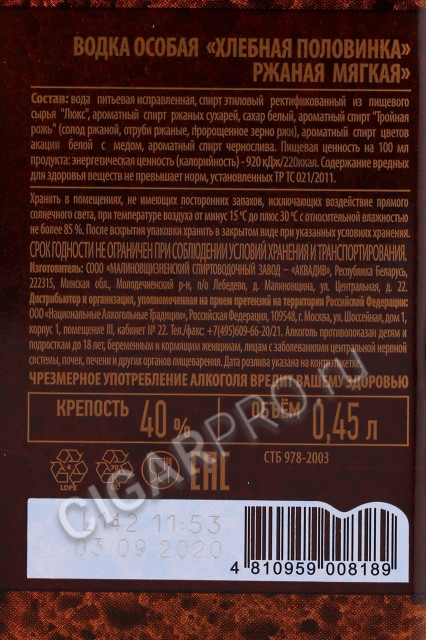 ВОДКА ОСОБАЯ «ХЛЕБНАЯ ПОЛОВИНКА»
РЖАНАЯ МЯГКАЯ»
Состав: вода питьевая исправленная, спирт этиловый ректификованный из пищевого
сырья "Люкс", ароматный спирт ржаных сухарей, сахар белый, ароматный спирт "Тройная
рожь" (солод ржаной, отруби ржаные, пророщенное зерно ржи), ароматный спирт цветов
акации белой с медом, ароматный спирт чернослива. Пищевая ценность на 100 мл
продукта: энергетическая ценность (калорийность) - 920 кДж/220ккал. Содержание вредных
для здоровья веществ не превышает норм, установленных ТР ТС 021/2011.
Хранить в помещениях, не имеющих посторонних запахов, исключающих воздействие прямого
солнечного света, при температуре воздуха от минус 15 °С до плюс 30 °С с относительной влажностью
не более 85 %. После вскрытия упаковки хранить в закрытом виде при указанных условиях хранения.
СРОК ГОДНОСТИ НЕ ОГРАНИЧЕН ПРИ СОБЛЮДЕНИИ УСЛОВИЙ ХРАНЕНИЯ И ТРАНСПОРТИРОВАНИЯ.
Изготовитель: СООО «МАЛИНОВЩИЗНЕНСКИЙ СПИРТОВОДОЧНЫЙ ЗАВОД – «АКВАДИВ», Республика Беларусь,
222315, Минская обл., Молодечненский р-н, п/о Лебедево, д. Малиновщина, ул. Центральная, д. 22.
Дистрибьютор и организация, уполномоченная на прием претензий на территории Российской Федерации:
ООО «Национальные Алкогольные Традиции», Российская Федерация, 109548, г. Москва, ул. Шоссейная, дом 1,
корпус 1, помещение III, кабинет № 22. Тел./факс: +7(495)609-66-20/21. Алкоголь противопоказан детям и
подросткам до 18 лет, беременным и кормящим женщинам, лицам с заболеваниями центральной нервной
системы, почек, печени и других органов пищеварения. Дата розлива указана на контрэтикетке.
ЧРЕЗМЕРНОЕ УПОТРЕБЛЕНИЕ АЛКОГОЛЯ ВРЕДИТ ВАШЕМУ ЗДОРОВЬЮ
КРЕПОСТЬ 40 % ОБЪЁМ 0,45 л
4 LDPE 70 EAC СТБ 978-2003
CIGARPRO.ru
L142 11:53
03.09.2020
4 810959 008189